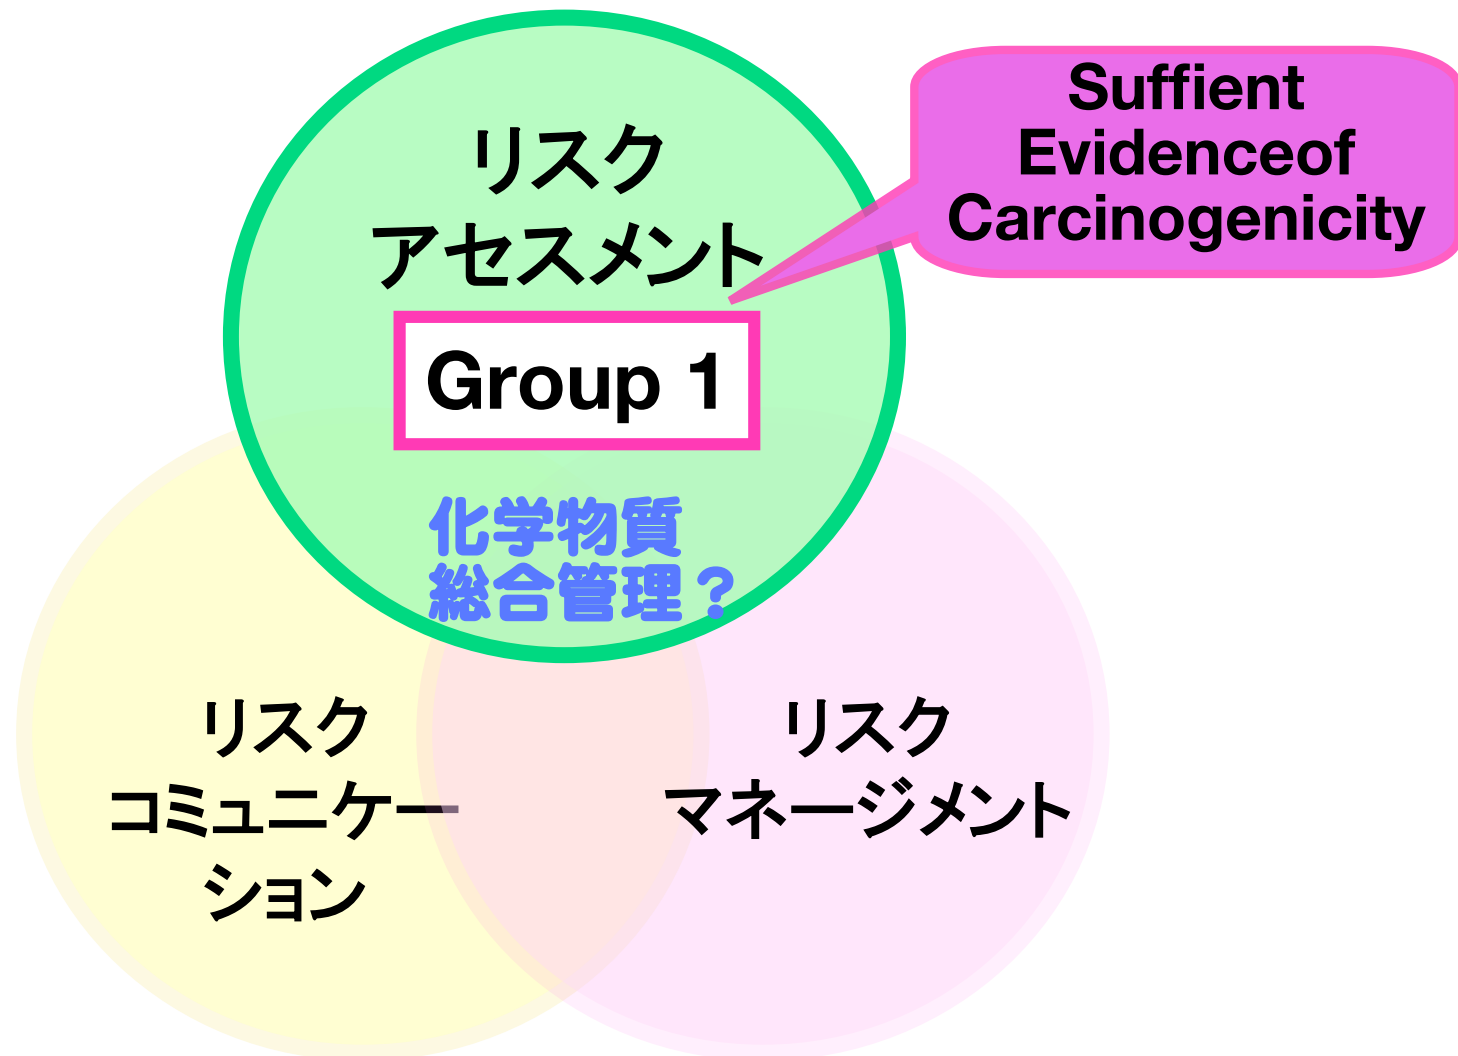 リスク
アセスメント
Suffient
Evidenceof
Carcinogenicity
Group 1
化学物質
総合管理？
リスク
コミュニケー
ション
リスク
マネージメント